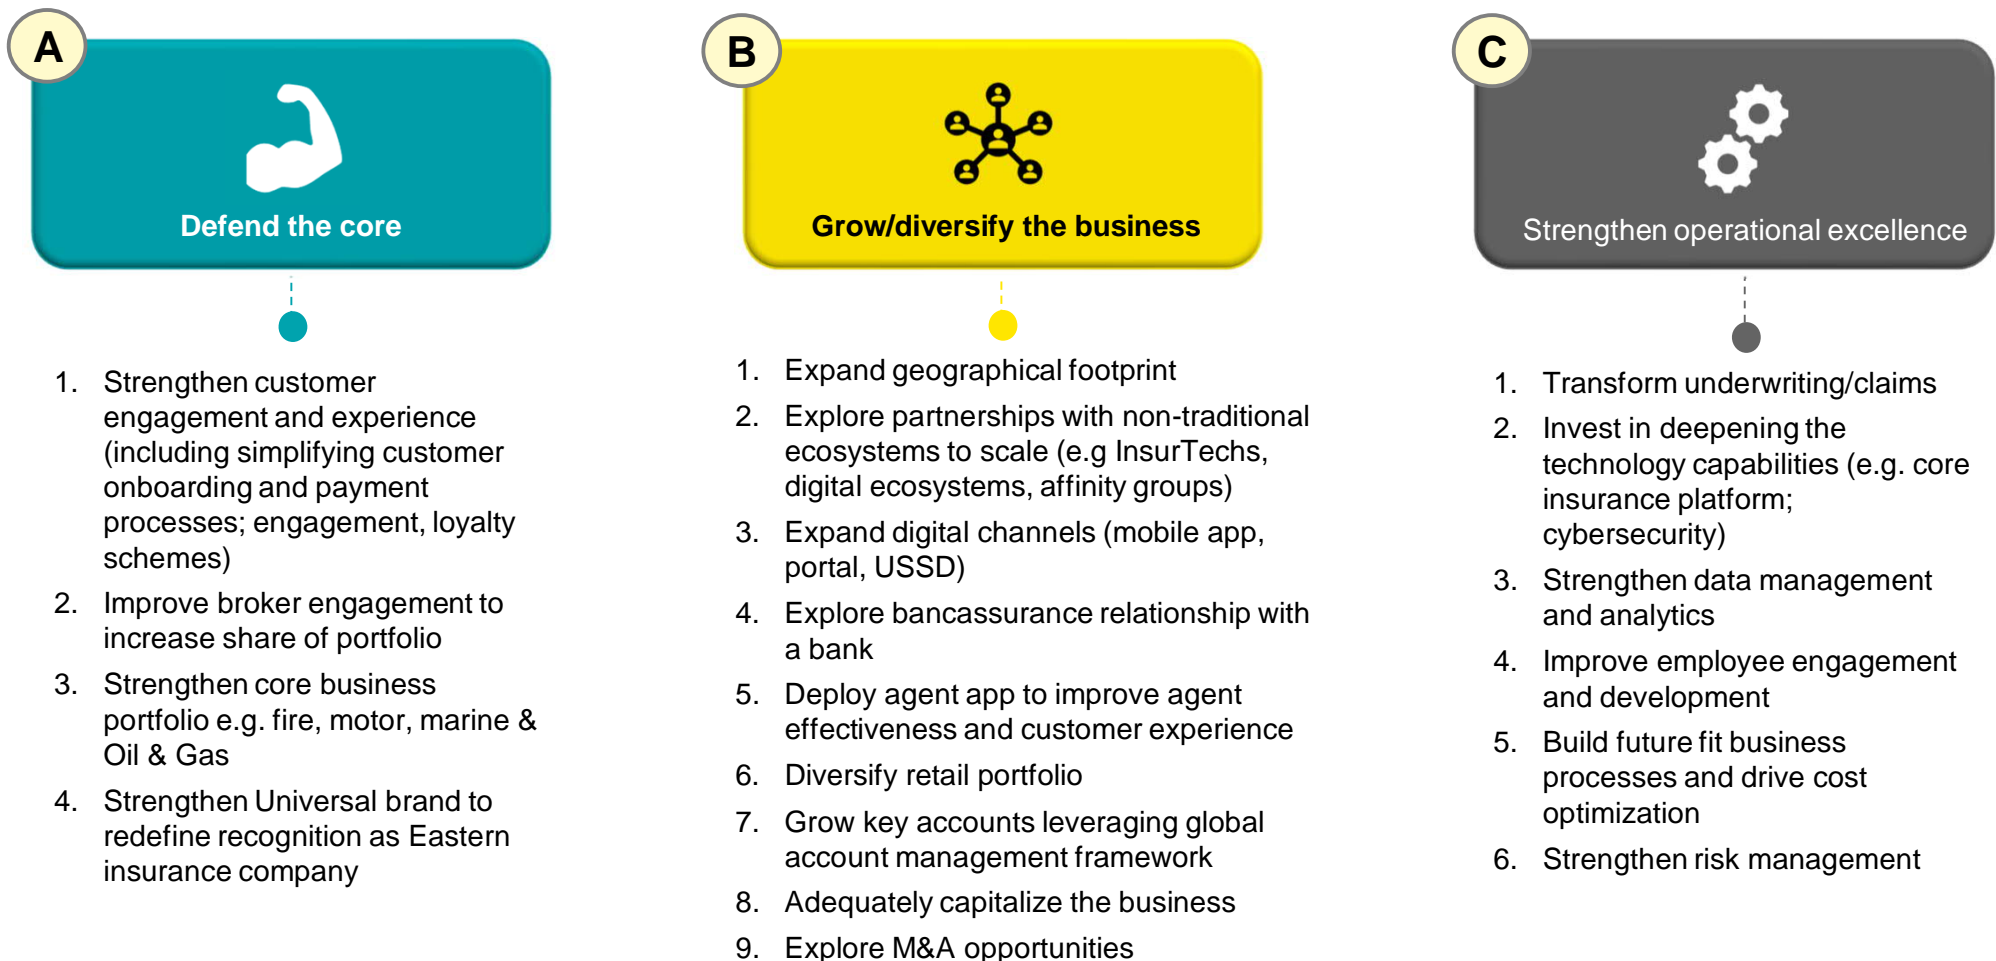 A
Defend the core
1. Strengthen customer
engagement and experience
(including simplifying customer
onboarding and payment
processes; engagement, loyalty
schemes)
2. Improve broker engagement to
increase share of portfolio
3. Strengthen core business
portfolio e.g. fire, motor, marine &
Oil & Gas
4. Strengthen Universal brand to
redefine recognition as Eastern
insurance company
B
Grow/diversify the business
1. Expand geographical footprint
2. Explore partnerships with non-traditional
ecosystems to scale (e.g InsurTechs,
digital ecosystems, affinity groups)
3. Expand digital channels (mobile app,
portal, USSD)
4. Explore bancassurance relationship with
a bank
5. Deploy agent app to improve agent
effectiveness and customer experience
6. Diversify retail portfolio
7. Grow key accounts leveraging global
account management framework
8. Adequately capitalize the business
9. Explore M&A opportunities
C
Strengthen operational excellence
1. Transform underwriting/claims
2. Invest in deepening the
technology capabilities (e.g. core
insurance platform;
cybersecurity)
3. Strengthen data management
and analytics
4. Improve employee engagement
and development
5. Build future fit business
processes and drive cost
optimization
6. Strengthen risk management